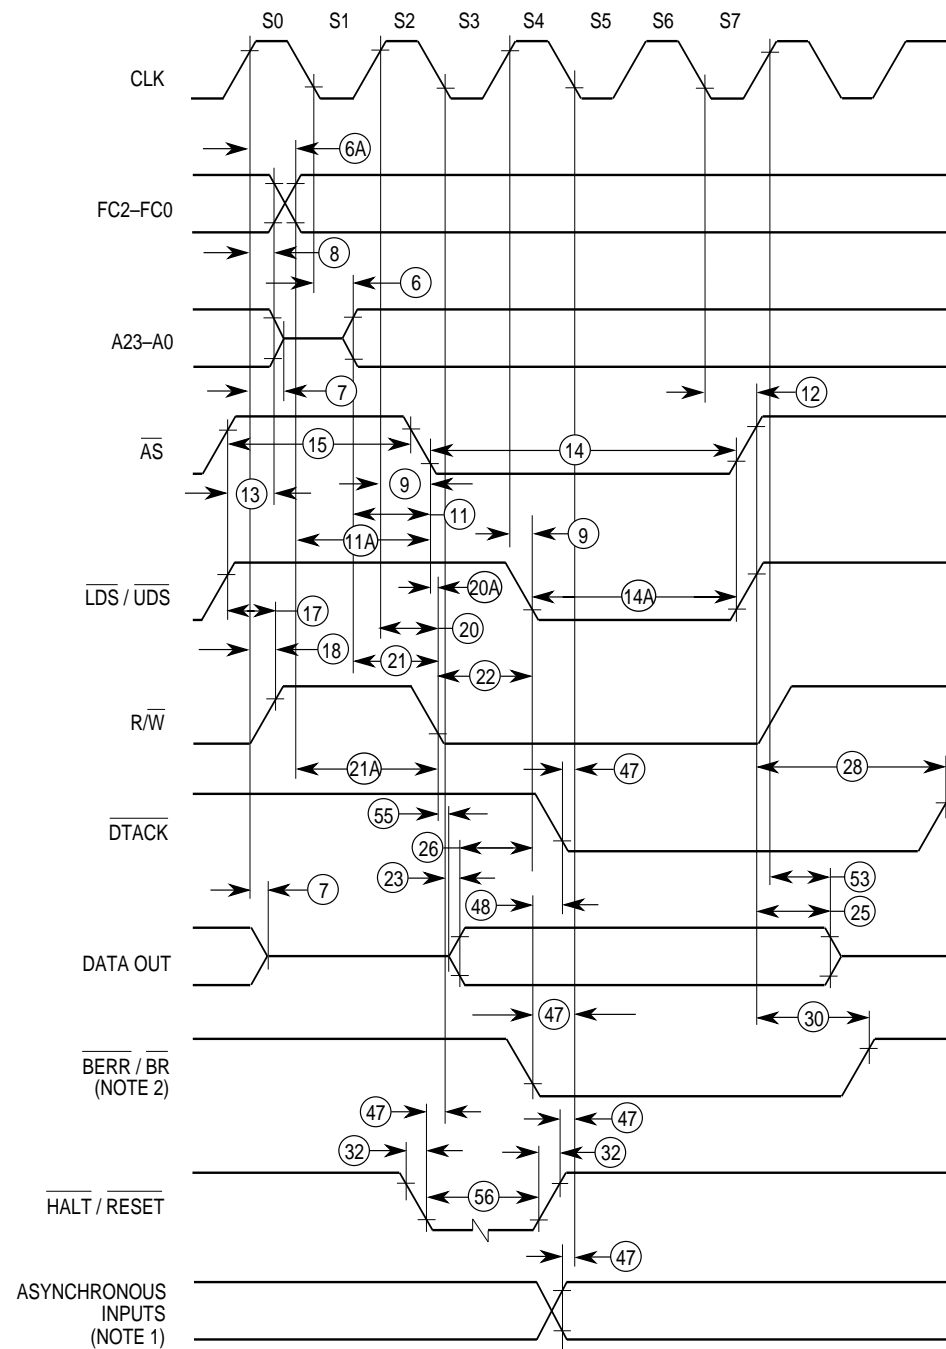 S0 S1 S2 S3 S4 S5 S6 S7
CLK
6A
FC2–FC0
8
6
A23–A0
7
12
AS
15
14
9
13
11
9
11A
20A
LDS / UDS
14A
17
20
18
21
22
R/W
21A
47
28
55
DTACK
26
23
53
7
48
25
DATA OUT
47
30
BERR / BR
(NOTE 2)
47
47
32
32
56
HALT / RESET
47
ASYNCHRONOUS
INPUTS
(NOTE 1)